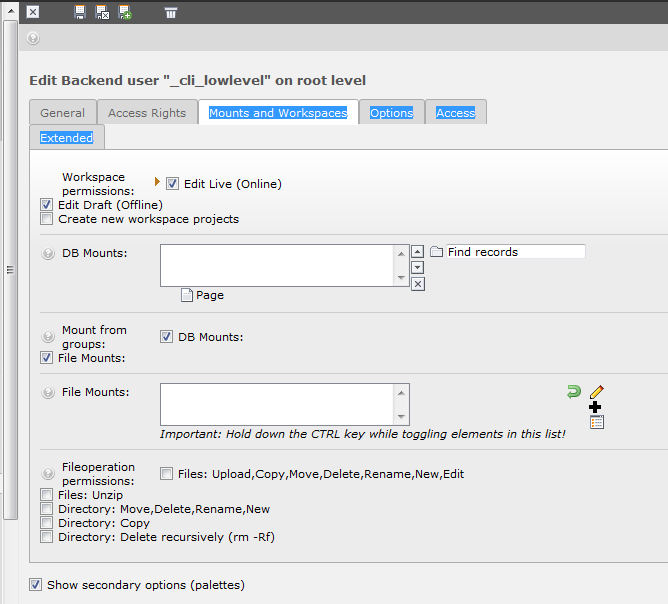 Edit Backend user "_cli_lowlevel" on root level
General Access Rights Mounts and Workspaces Options Access
Extended
Workspace permissions: Edit Live (Online)
Edit Draft (Offline)
Create new workspace projects
DB Mounts: Find records
Page
Mount from groups: DB Mounts:
File Mounts:
File Mounts:
Important: Hold down the CTRL key while toggling elements in this list!
Fileoperation permissions: Files: Upload,Copy,Move,Delete,Rename,New,Edit
Files: Unzip
Directory: Move,Delete,Rename,New
Directory: Copy
Directory: Delete recursively (rm -Rf)
Show secondary options (palettes)